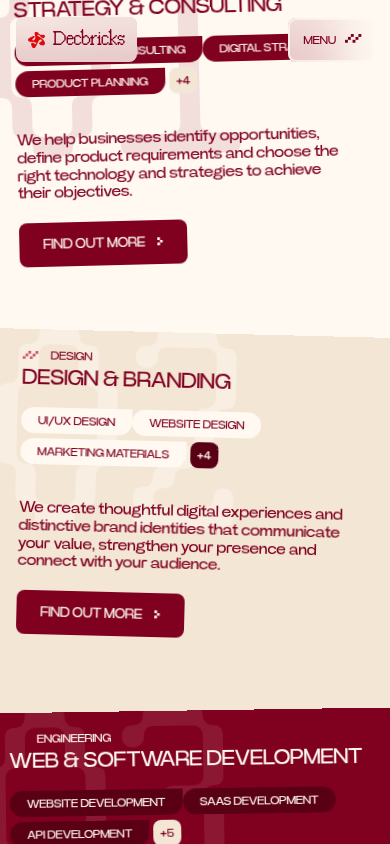 STRATEGY & CONSULTING
Decbricks
MENU
DIGITAL
PRODUCT PLANNING
+4
We help businesses identify opportunities,
define product requirements and choose the
right technology and strategies to achieve
their objectives.
FIND OUT MORE
DESIGN
DESIGN & BRANDING
UI/UX DESIGN
WEBSITE DESIGN
MARKETING MATERIALS
+4
We create thoughtful digital experiences and
distinctive brand identities that communicate
your value, strengthen your presence and
connect with your audience.
FIND OUT MORE
ENGINEERING
WEB & SOFTWARE DEVELOPMENT
WEBSITE DEVELOPMENT
SAAS DEVELOPMENT
API DEVELOPMENT
+5